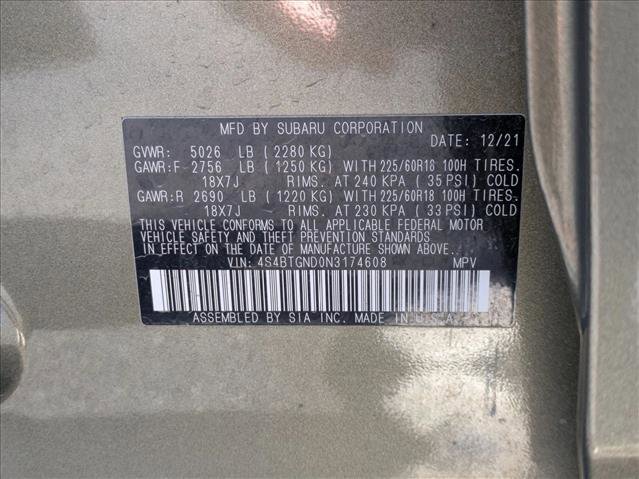 MFD BY SUBARU CORPORATION
DATE: 12/21
GVWR: 5026 LB (2280 KG)
GAWR:F 2756 LB (1250 KG) WITH 225/60R18 100H TIRES.
18X7J RIMS. AT 240 KPA (35 PSI) COLD
GAWR:R 2690 LB (1220 KG) WITH 225/60R18 100H TIRES.
18X7J RIMS. AT 230 KPA (33 PSI) COLD
THIS VEHICLE CONFORMS TO ALL APPLICABLE FEDERAL MOTOR
VEHICLE SAFETY AND THEFT PREVENTION STANDARDS
IN EFFECT ON THE DATE OF MANUFACTURE SHOWN ABOVE.
VIN: 4S4BTGND0N3174608 MPV
ASSEMBLED BY SIA INC. MADE IN U.S.A.